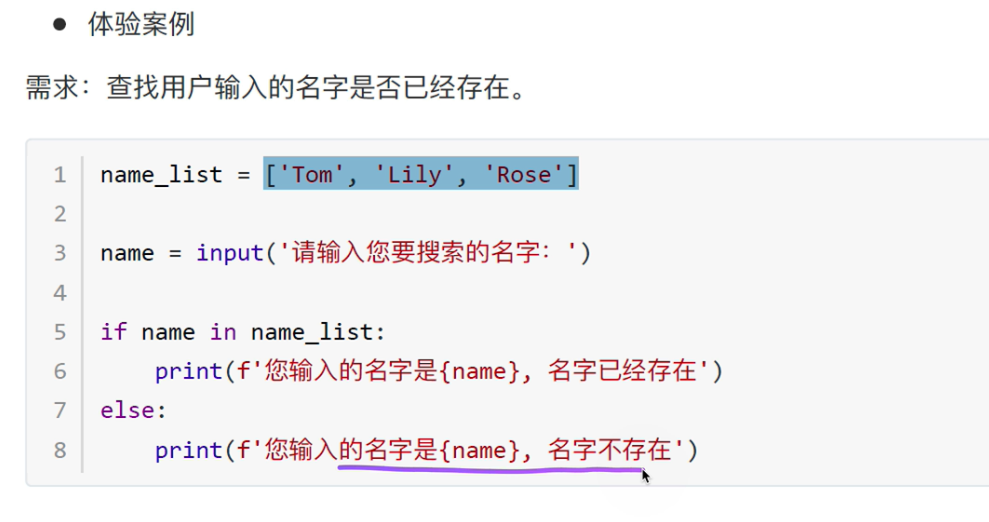 ● 体验案例
需求：查找用户输入的名字是否已经存在。
1 name_list = ['Tom', 'Lily', 'Rose']
2
3 name = input('请输入您要搜索的名字：')
4
5 if name in name_list:
6     print(f'您输入的名字是{name}, 名字已经存在')
7 else:
8     print(f'您输入的名字是{name}, 名字不存在')